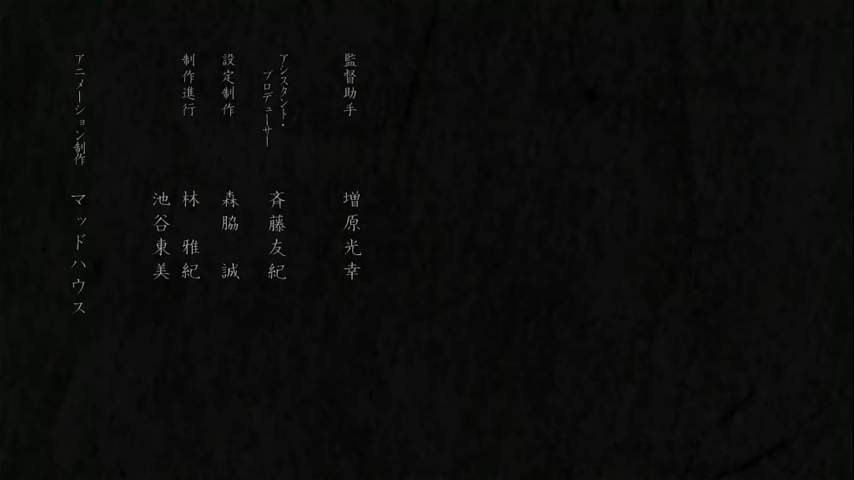 監督助手
増原光幸
アシスタント・
プロデューサー
斉藤友紀
設定制作
森脇 誠
制作進行
林 雅紀
池谷東美
アニメーション制作
マッドハウス